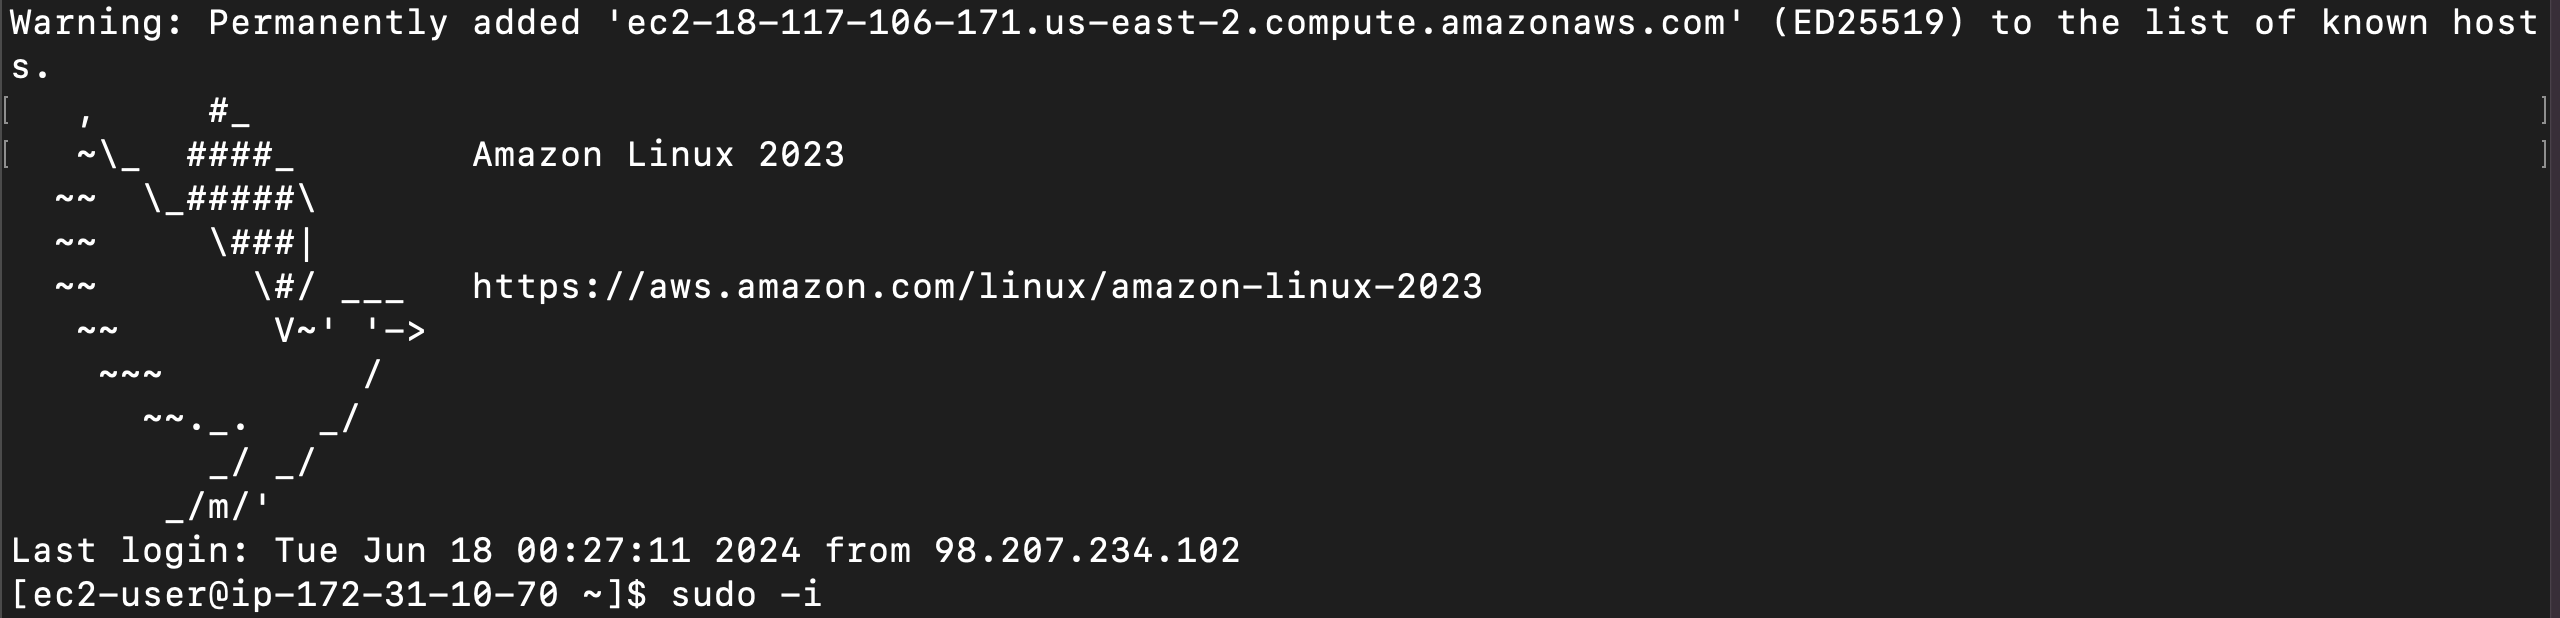 Warning: Permanently added 'ec2-18-117-106-171.us-east-2.compute.amazonaws.com' (ED25519) to the list of known host
s.
[   ,     #_                                                                                                        ]
[   ~\_  ####_        Amazon Linux 2023                                                                             ]
  ~~  \_#####\
  ~~     \###|
  ~~       \#/ ___   https://aws.amazon.com/linux/amazon-linux-2023
   ~~       V~' '->
    ~~~         /
      ~~._.   _/
         _/ _/
       _/m/'
Last login: Tue Jun 18 00:27:11 2024 from 98.207.234.102
[ec2-user@ip-172-31-10-70 ~]$ sudo -i